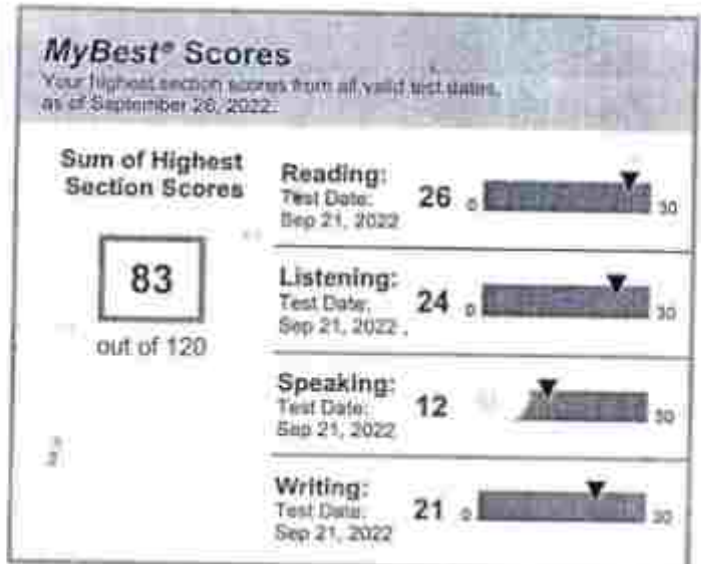 MyBest® Scores
Your highest section scores from all valid test dates,
as of September 26, 2022.
Sum of Highest
Section Scores
83
out of 120
Reading:
Test Date:
Sep 21, 2022
26
0
30
Listening:
Test Date:
Sep 21, 2022
24
0
30
Speaking:
Test Date:
Sep 21, 2022
12
30
Writing:
Test Date:
Sep 21, 2022
21
0
30